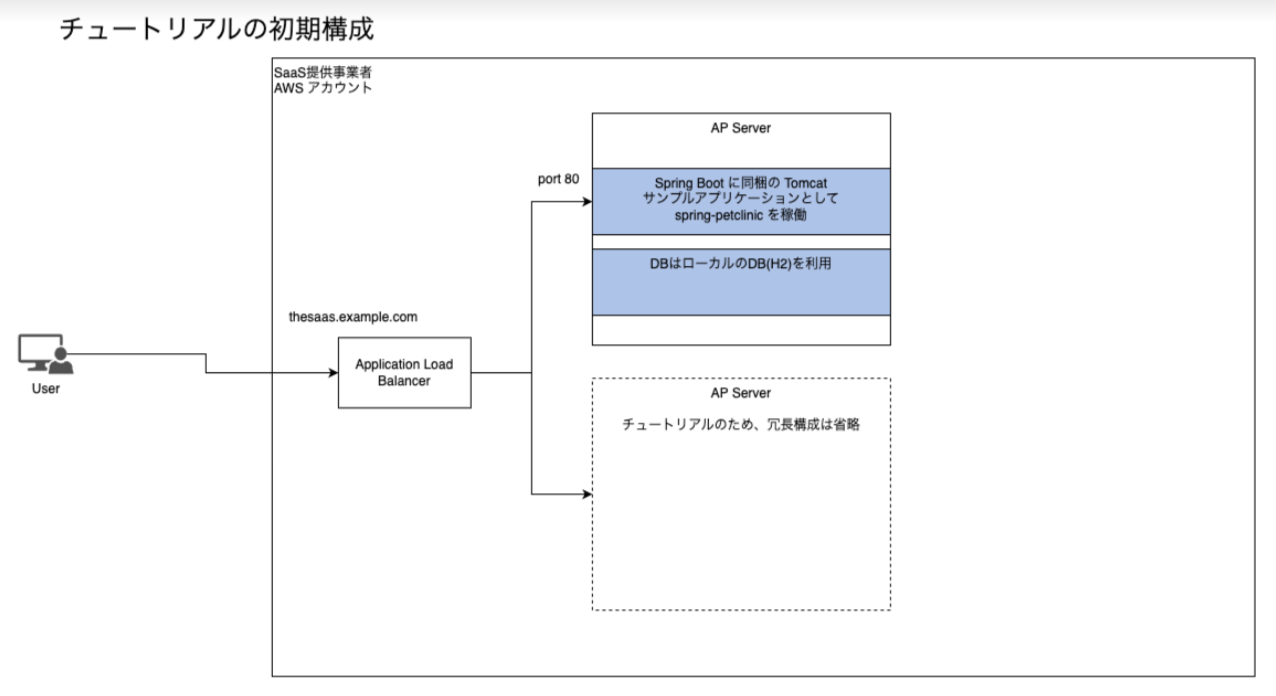 チュートリアルの初期構成
SaaS提供事業者
AWS アカウント
AP Server
port 80
Spring Boot に同梱の Tomcat
サンプルアプリケーションとして
spring-petclinic を稼働
DBはローカルのDB(H2)を利用
thesaas.example.com
Application Load
Balancer
User
AP Server
チュートリアルのため、冗長構成は省略